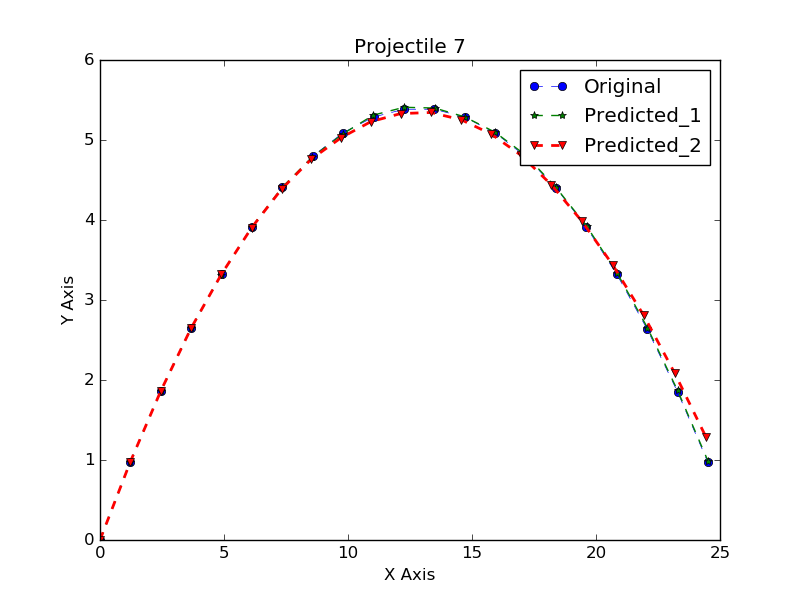 Projectile 7
Original
Predicted_1
Predicted_2
Y Axis
6
5
4
3
2
1
0
0 5 10 15 20 25
X Axis